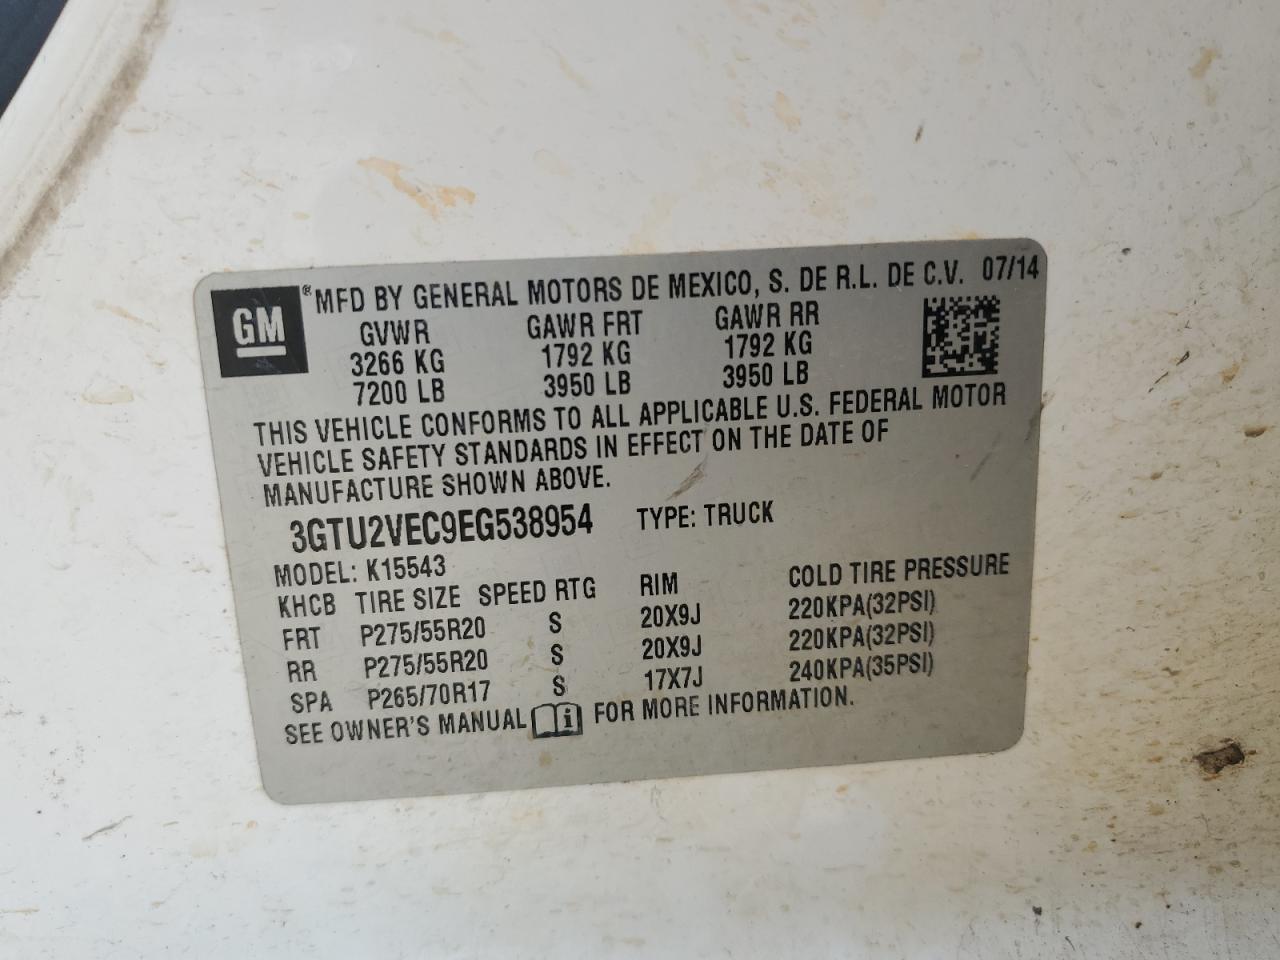 GM ® MFD BY GENERAL MOTORS DE MEXICO, S. DE R.L. DE C.V. 07/14
GVWR GAWR FRT GAWR RR
3266 KG 1792 KG 1792 KG
7200 LB 3950 LB 3950 LB
THIS VEHICLE CONFORMS TO ALL APPLICABLE U.S. FEDERAL MOTOR
VEHICLE SAFETY STANDARDS IN EFFECT ON THE DATE OF
MANUFACTURE SHOWN ABOVE.
3GTU2VEC9EG538954 TYPE: TRUCK
MODEL: K15543
KHCB TIRE SIZE SPEED RTG RIM COLD TIRE PRESSURE
FRT P275/55R20 S 20X9J 220KPA(32PSI)
RR P275/55R20 S 20X9J 220KPA(32PSI)
SPA P265/70R17 S 17X7J 240KPA(35PSI)
SEE OWNER'S MANUAL i FOR MORE INFORMATION.